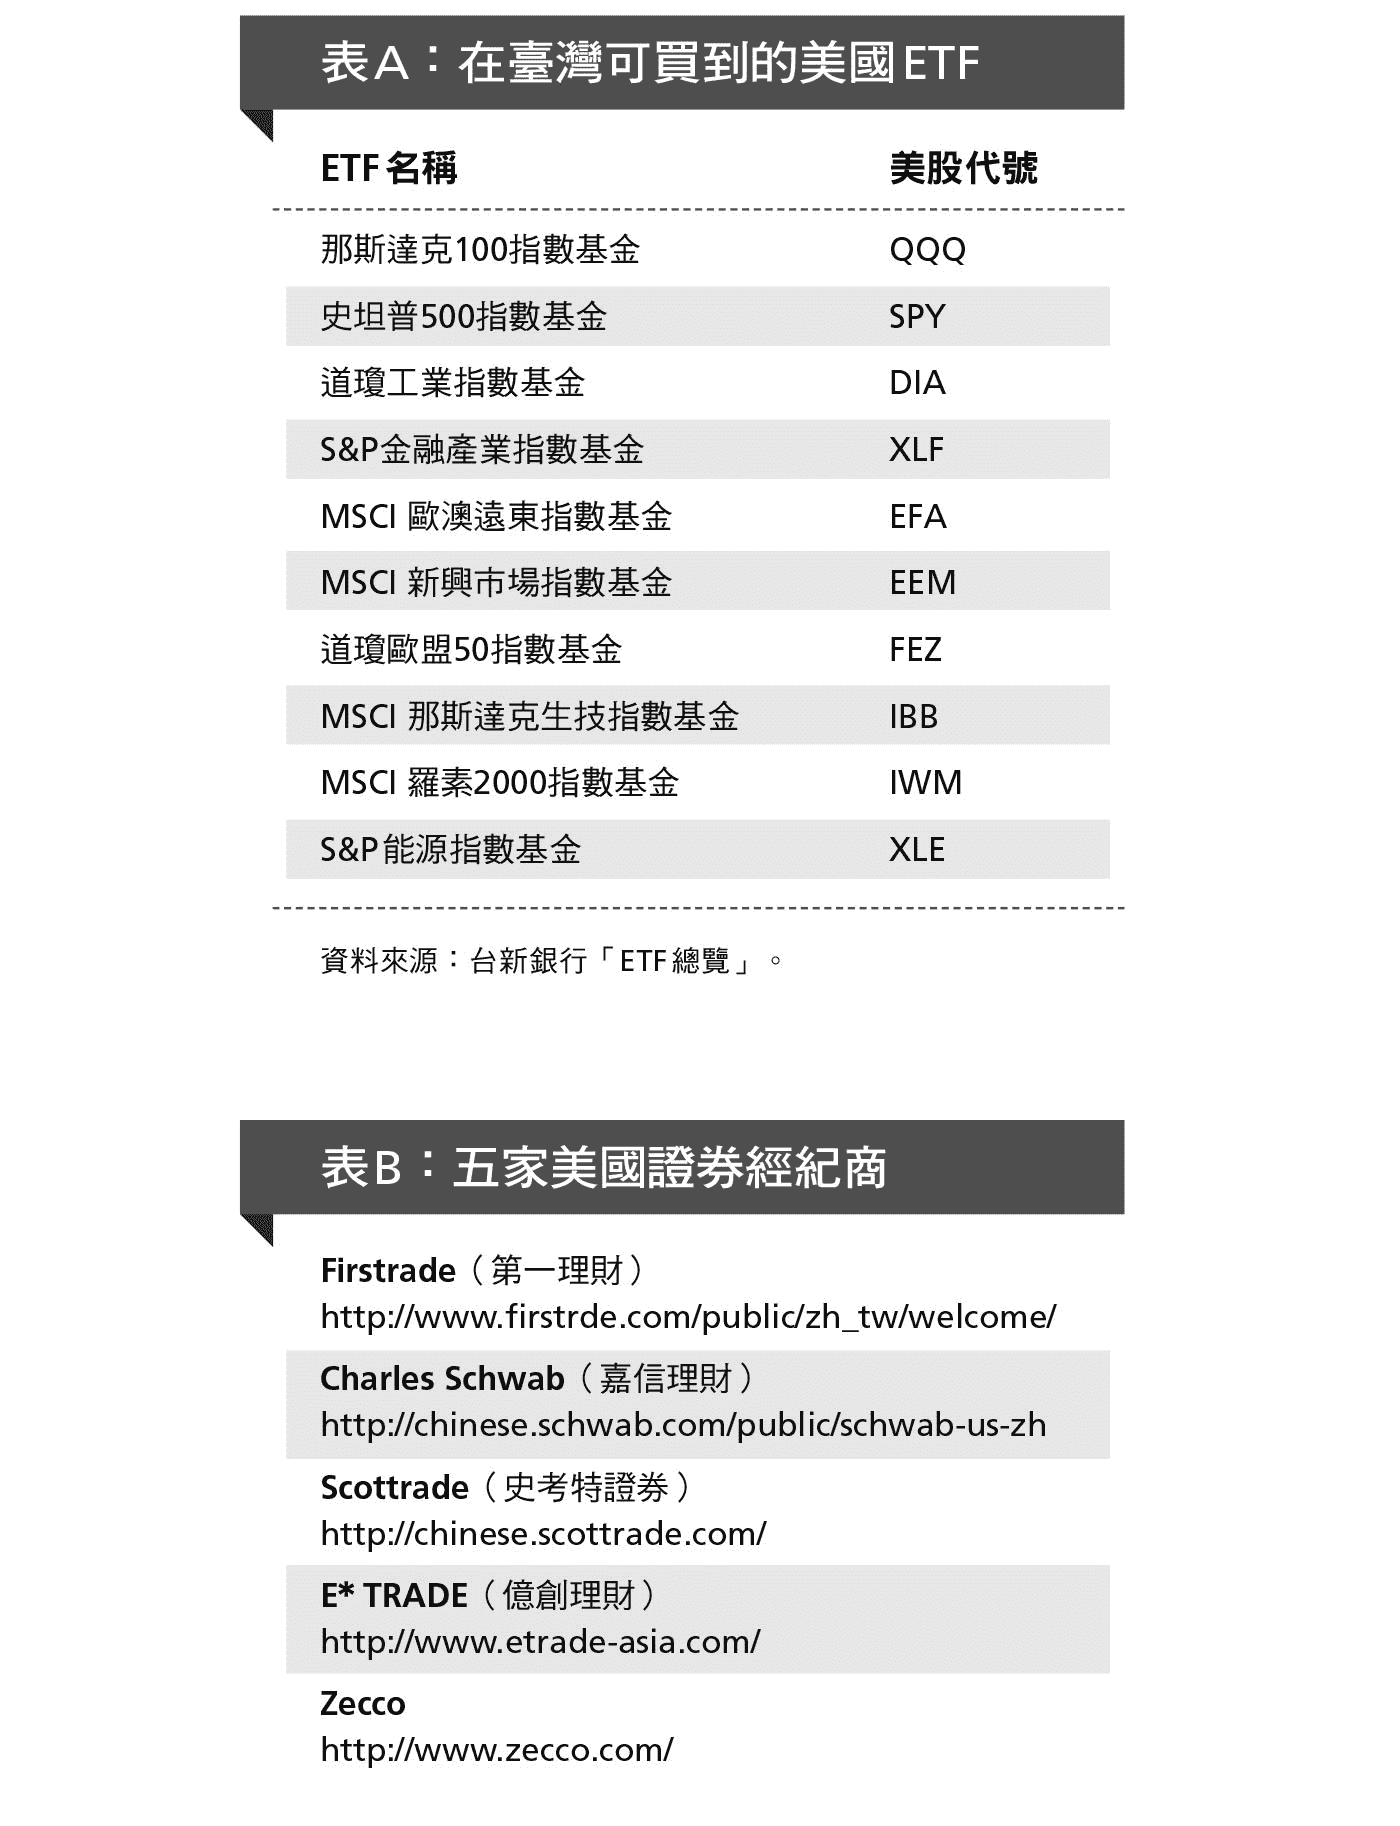 表A：在臺灣可買到的美國ETF
ETF名稱 美股代號
那斯達克100指數基金 QQQ
史坦普500指數基金 SPY
道瓊工業指數基金 DIA
S&P金融產業指數基金 XLF
MSCI 歐澳遠東指數基金 EFA
MSCI 新興市場指數基金 EEM
道瓊歐盟50指數基金 FEZ
MSCI 那斯達克生技指數基金 IBB
MSCI 羅素2000指數基金 IWM
S&P能源指數基金 XLE
資料來源：台新銀行「ETF總覽」。
表B：五家美國證券經紀商
Firstrade（第一理財）
http://www.firstrde.com/public/zh_tw/welcome/
Charles Schwab（嘉信理財）
http://chinese.schwab.com/public/schwab-us-zh
Scottrade（史考特證券）
http://chinese.scottrade.com/
E* TRADE（億創理財）
http://www.etrade-asia.com/
Zecco
http://www.zecco.com/